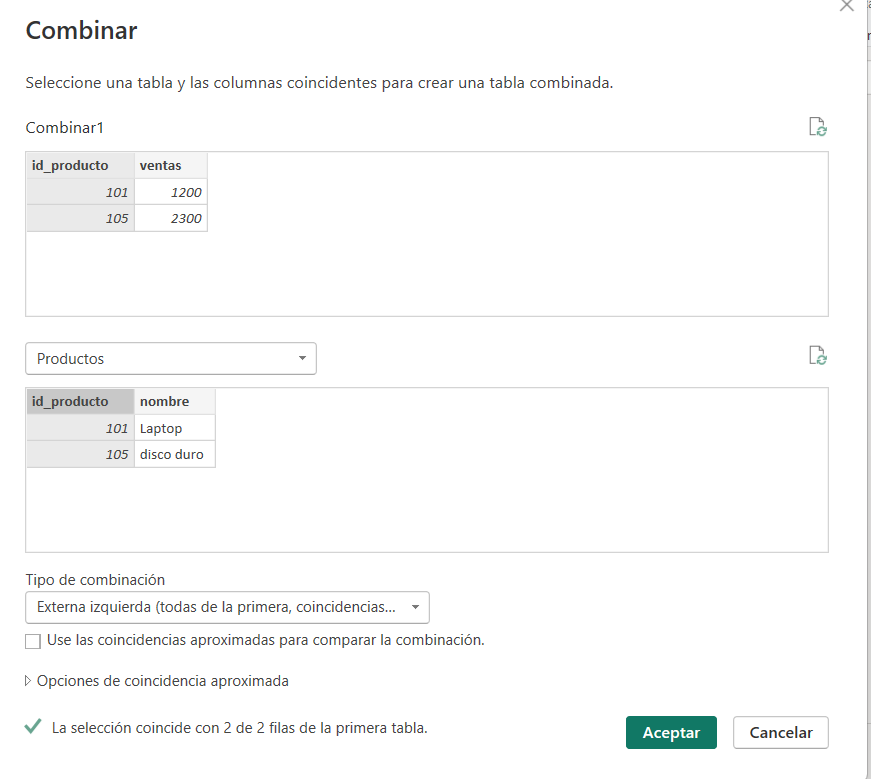 Combinar
Seleccione una tabla y las columnas coincidentes para crear una tabla combinada.
Combinar1
id_producto ventas
101 1200
105 2300
Productos
id_producto nombre
101 Laptop
105 disco duro
Tipo de combinación
Externa izquierda (todas de la primera, coincidencias...
Use las coincidencias aproximadas para comparar la combinación.
Opciones de coincidencia aproximada
La selección coincide con 2 de 2 filas de la primera tabla.
Aceptar Cancelar